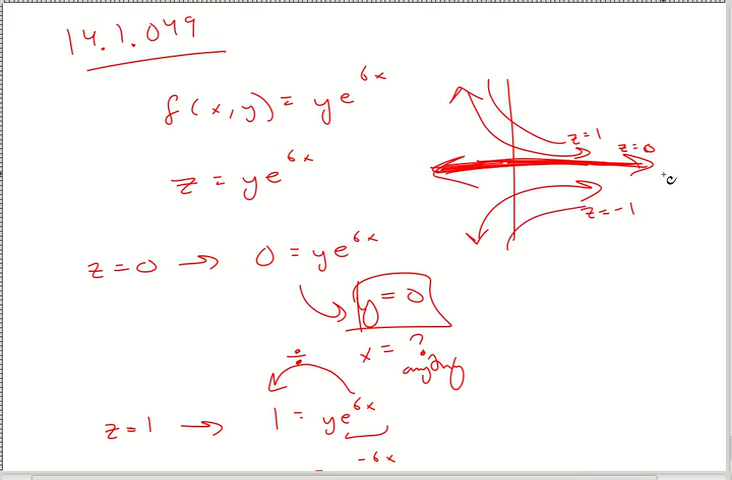 14.1.049
f(x,y) = ye^6x
z = ye^6x
z=1
z=0
z=-1
z=0 → 0 = ye^6x
y = 0
x = ?
anything
÷
z=1 → 1 = ye^6x
-6x